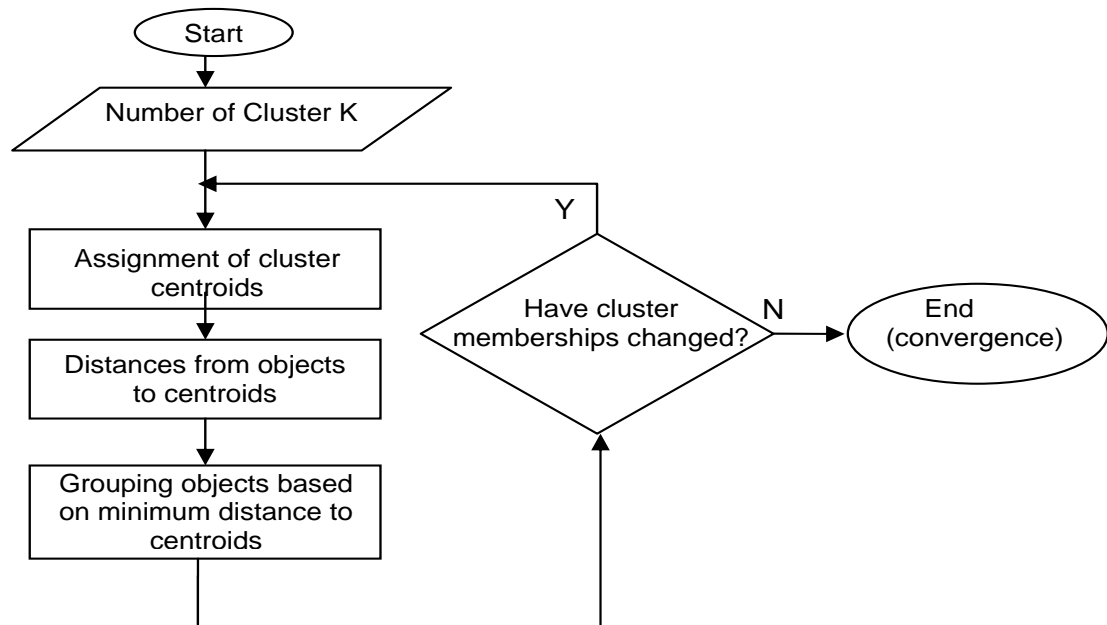 Start
Number of Cluster K
Assignment of cluster
centroids
Distances from objects
to centroids
Grouping objects based
on minimum distance to
centroids
Y
Have cluster
memberships changed?
N
End
(convergence)